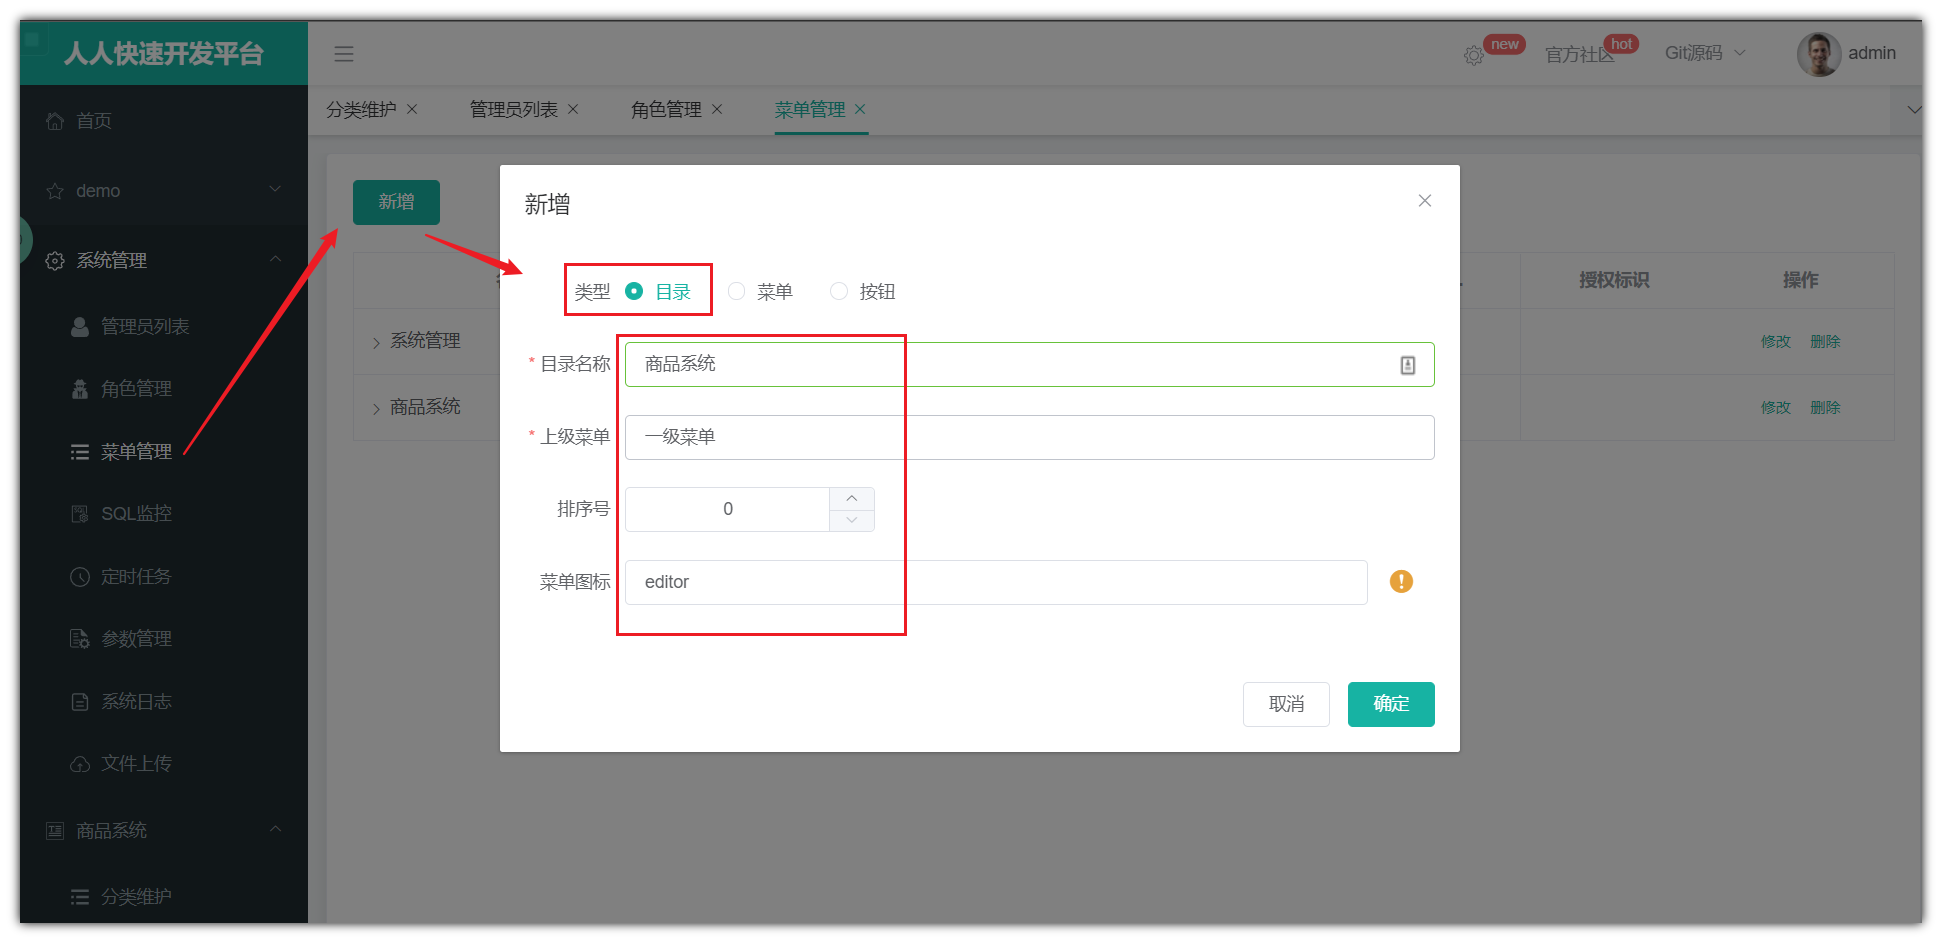 人人快速开发平台
new
官方社区
hot
Git源码
admin
首页
demo
系统管理
管理员列表
角色管理
菜单管理
SQL监控
定时任务
参数管理
系统日志
文件上传
商品系统
分类维护
分类维护
管理员列表
角色管理
菜单管理
新增
授权标识
操作
系统管理
修改 删除
商品系统
修改 删除
新增
类型 目录 菜单 按钮
* 目录名称 商品系统
* 上级菜单 一级菜单
排序号 0
菜单图标 editor
取消 确定